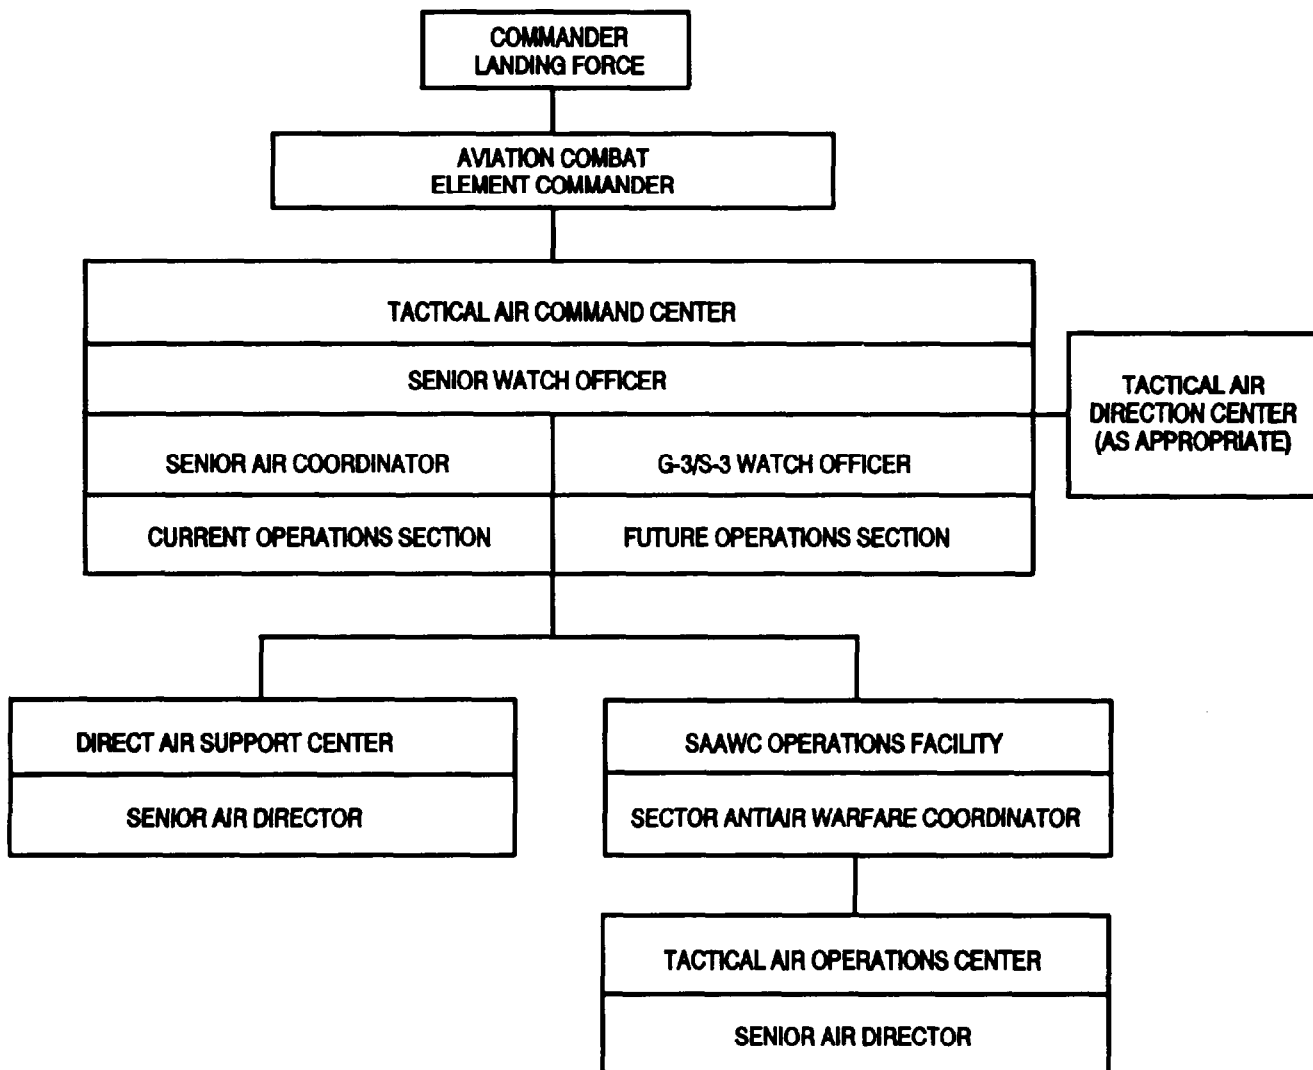 COMMANDER
LANDING FORCE
AVIATION COMBAT
ELEMENT COMMANDER
TACTICAL AIR COMMAND CENTER
SENIOR WATCH OFFICER
TACTICAL AIR
DIRECTION CENTER
(AS APPROPRIATE)
SENIOR AIR COORDINATOR
G-3/S-3 WATCH OFFICER
CURRENT OPERATIONS SECTION
FUTURE OPERATIONS SECTION
DIRECT AIR SUPPORT CENTER
SENIOR AIR DIRECTOR
SAAWC OPERATIONS FACILITY
SECTOR ANTIAIR WARFARE COORDINATOR
TACTICAL AIR OPERATIONS CENTER
SENIOR AIR DIRECTOR